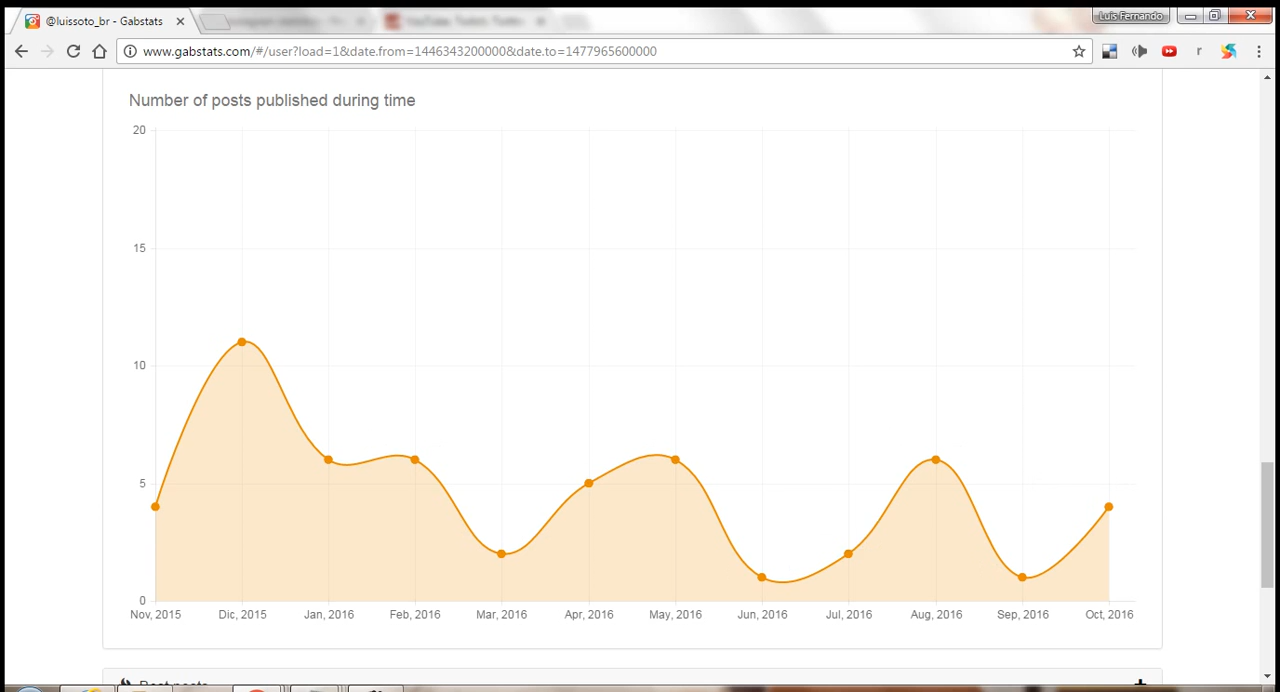 @luissoto_br - Gabstats
Luis Fernando
www.gabstats.com/#/user?load=1&date.from=1446343200000&date.to=1477965600000
Number of posts published during time
20
15
10
5
0
Nov, 2015 Dic, 2015 Jan, 2016 Feb, 2016 Mar, 2016 Apr, 2016 May, 2016 Jun, 2016 Jul, 2016 Aug, 2016 Sep, 2016 Oct, 2016